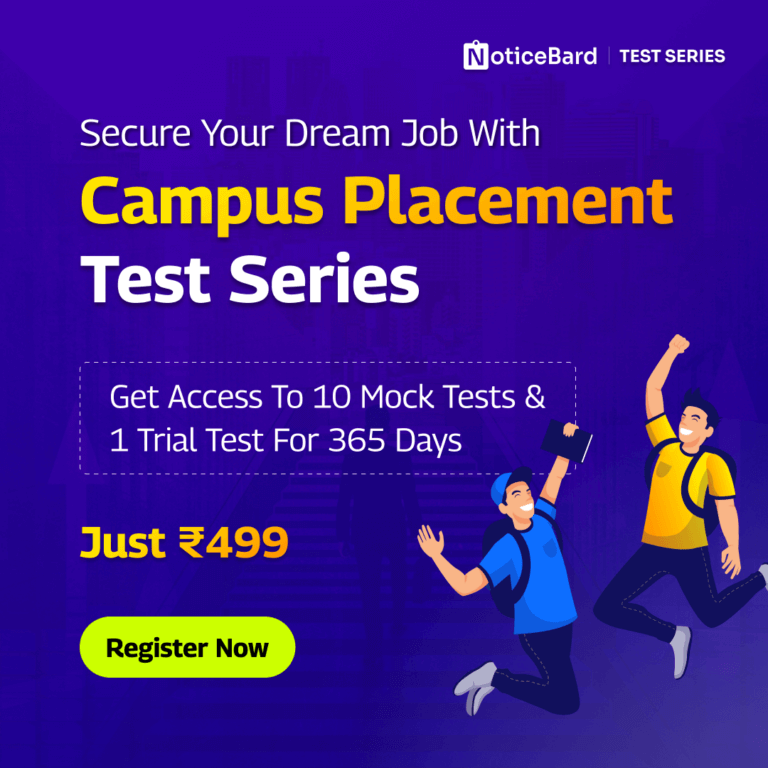 NoticeBard | TEST SERIES
Secure Your Dream Job With
Campus Placement
Test Series
Get Access To 10 Mock Tests &
1 Trial Test For 365 Days
Just ₹499
Register Now